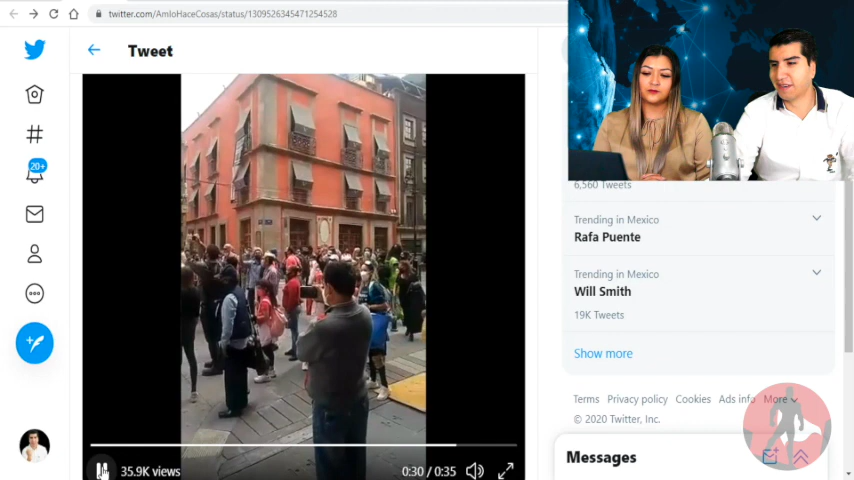 twitter.com/AmloHaceCosas/status/1309526345471254528
Tweet
20+
6,560 Tweets
Trending in Mexico
Rafa Puente
Trending in Mexico
Will Smith
19K Tweets
Show more
Terms Privacy policy Cookies Ads info More
© 2020 Twitter, Inc.
Messages
35.9K views
0:30 / 0:35